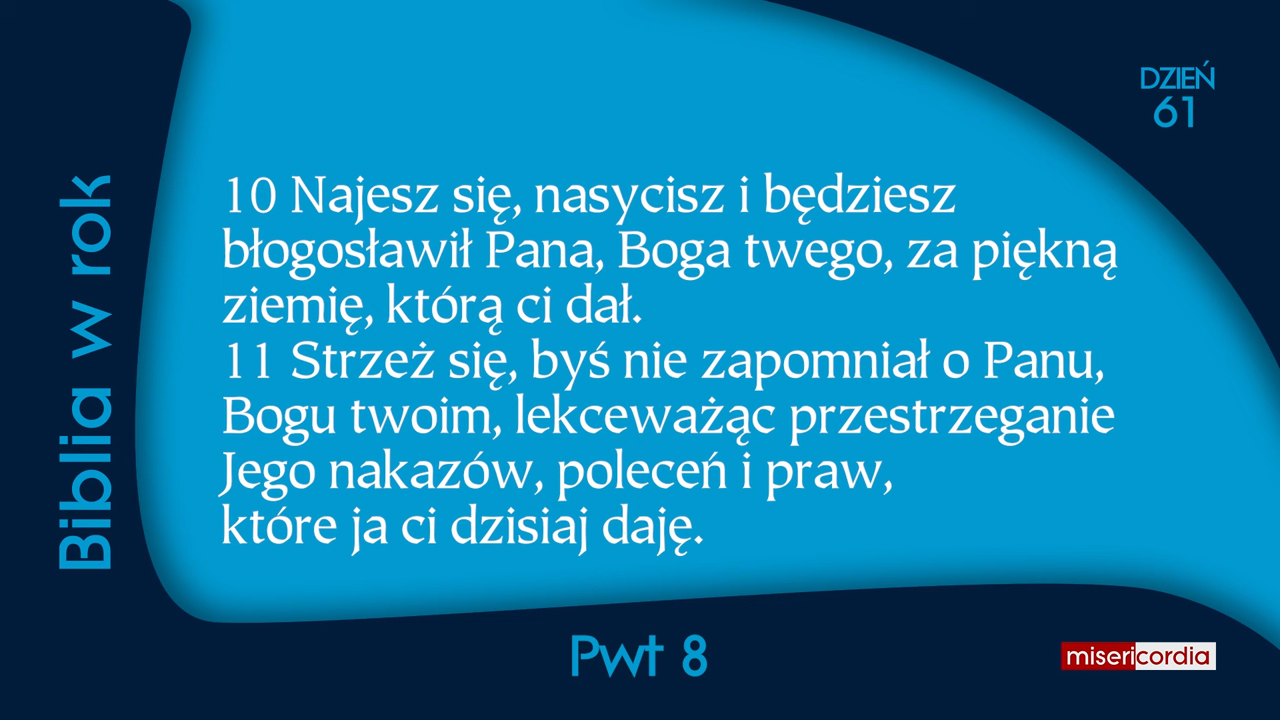 DZIEŃ
61
Biblia w rok
10 Najesz się, nasycisz i będziesz
błogosławił Pana, Boga twego, za piękną
ziemię, którą ci dał.
11 Strzeż się, byś nie zapomniał o Panu,
Bogu twoim, lekceważąc przestrzeganie
Jego nakazów, poleceń i praw,
które ja ci dzisiaj daję.
Pwt 8
misericordia